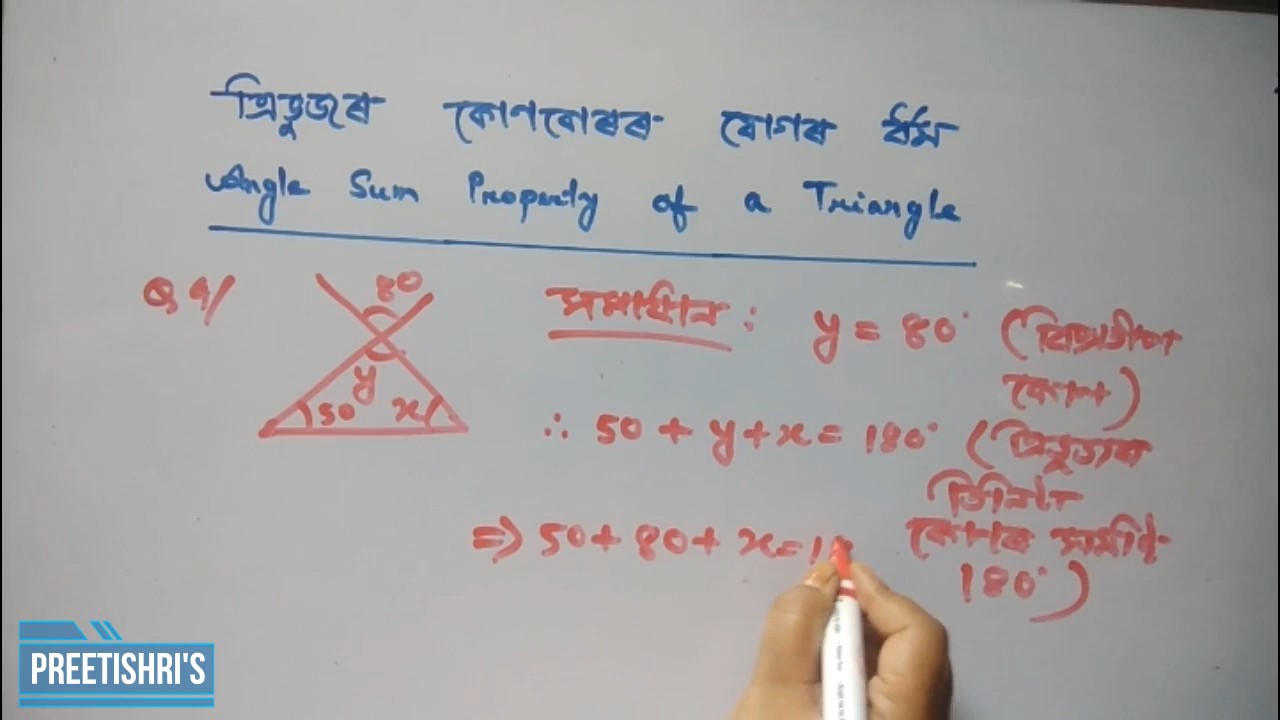 ত্ৰিভুজৰ কোণবোৰৰ যোগৰ ধৰ্ম
Angle Sum Property of a Triangle
Q 4/
80
y
50 x
সমাধান : y = 80° (বিপ্ৰতীপ
কোণ)
∴ 50 + y + x = 180° (ত্ৰিভুজৰ
তিনিটা
কোণৰ সমষ্টি
⇒ 50 + 80 + x = 18
180°)
PREETISHRI'S